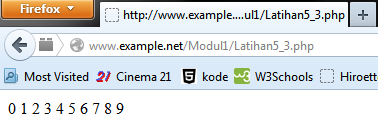 Firefox
http://www.example....ul1/Latihan5_3.php
www.example.net/Modul1/Latihan5_3.php
Most Visited Cinema 21 kode W3Schools Hiroett
0 1 2 3 4 5 6 7 8 9